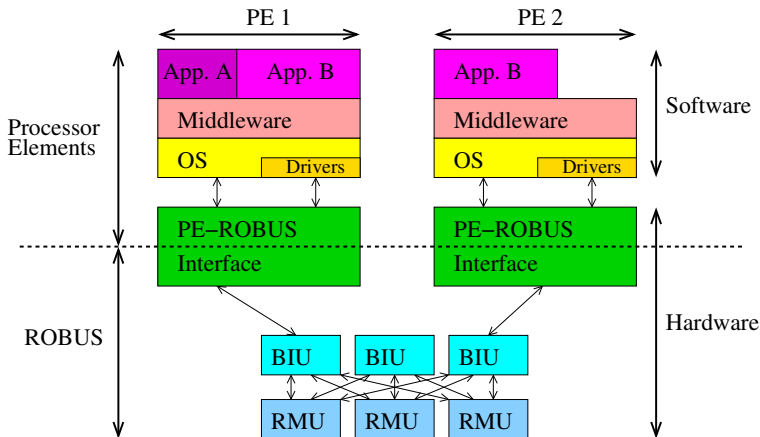 PE 1
PE 2
App. A
App. B
App. B
Middleware
Middleware
Software
Processor
Elements
OS
Drivers
OS
Drivers
PE–ROBUS
Interface
PE–ROBUS
Interface
ROBUS
Hardware
BIU
BIU
BIU
RMU
RMU
RMU